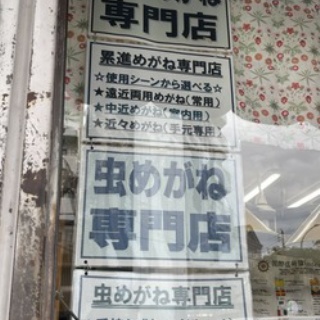 めがね
専門店
累進めがね専門店
☆使用シーンから選べる☆
★遠近両用めがね(常用)
★中近めがね(室内用)
★近々めがね(手元専用)
虫めがね
専門店
虫めがね専門店